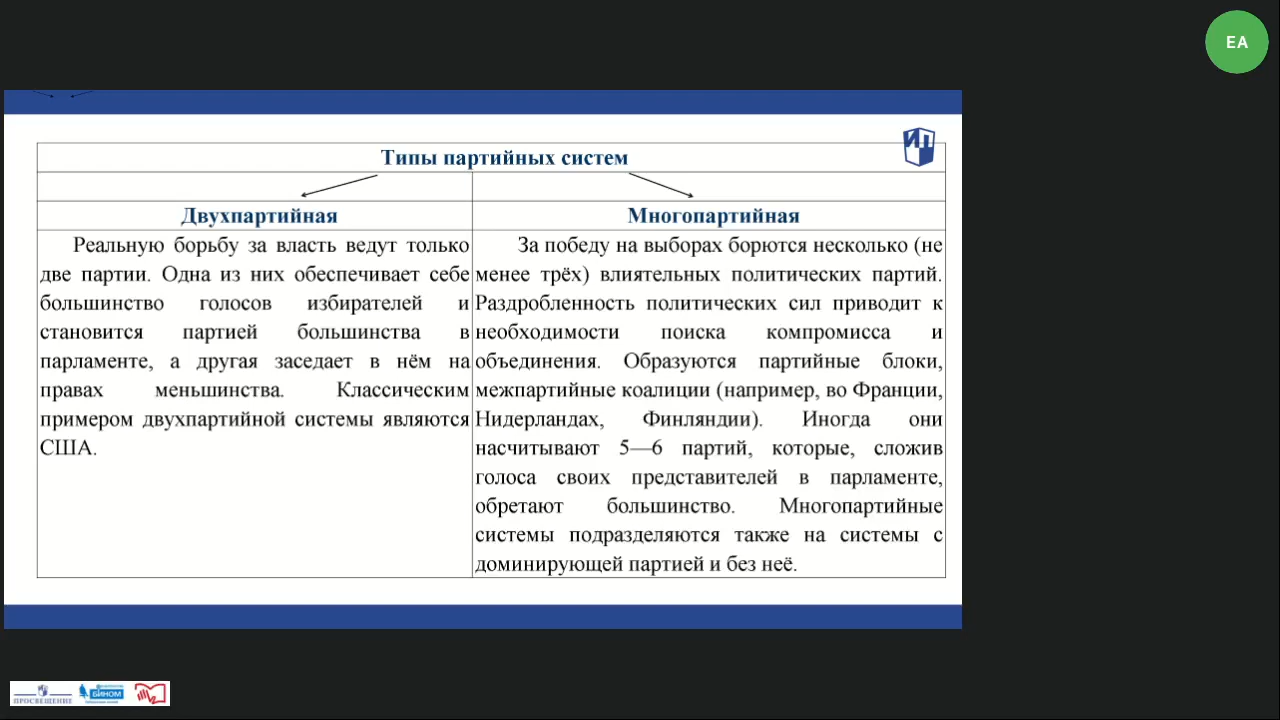 EA
ИП
Типы партийных систем
Двухпартийная
Реальную борьбу за власть ведут только
две партии. Одна из них обеспечивает себе
большинство голосов избирателей и
становится партией большинства в
парламенте, а другая заседает в нём на
правах меньшинства. Классическим
примером двухпартийной системы являются
США.
Многопартийная
За победу на выборах борются несколько (не
менее трёх) влиятельных политических партий.
Раздробленность политических сил приводит к
необходимости поиска компромисса и
объединения. Образуются партийные блоки,
межпартийные коалиции (например, во Франции,
Нидерландах, Финляндии). Иногда они
насчитывают 5—6 партий, которые, сложив
голоса своих представителей в парламенте,
обретают большинство. Многопартийные
системы подразделяются также на системы с
доминирующей партией и без неё.
ПРОСВЕЩЕНИЕ
БИНОМ